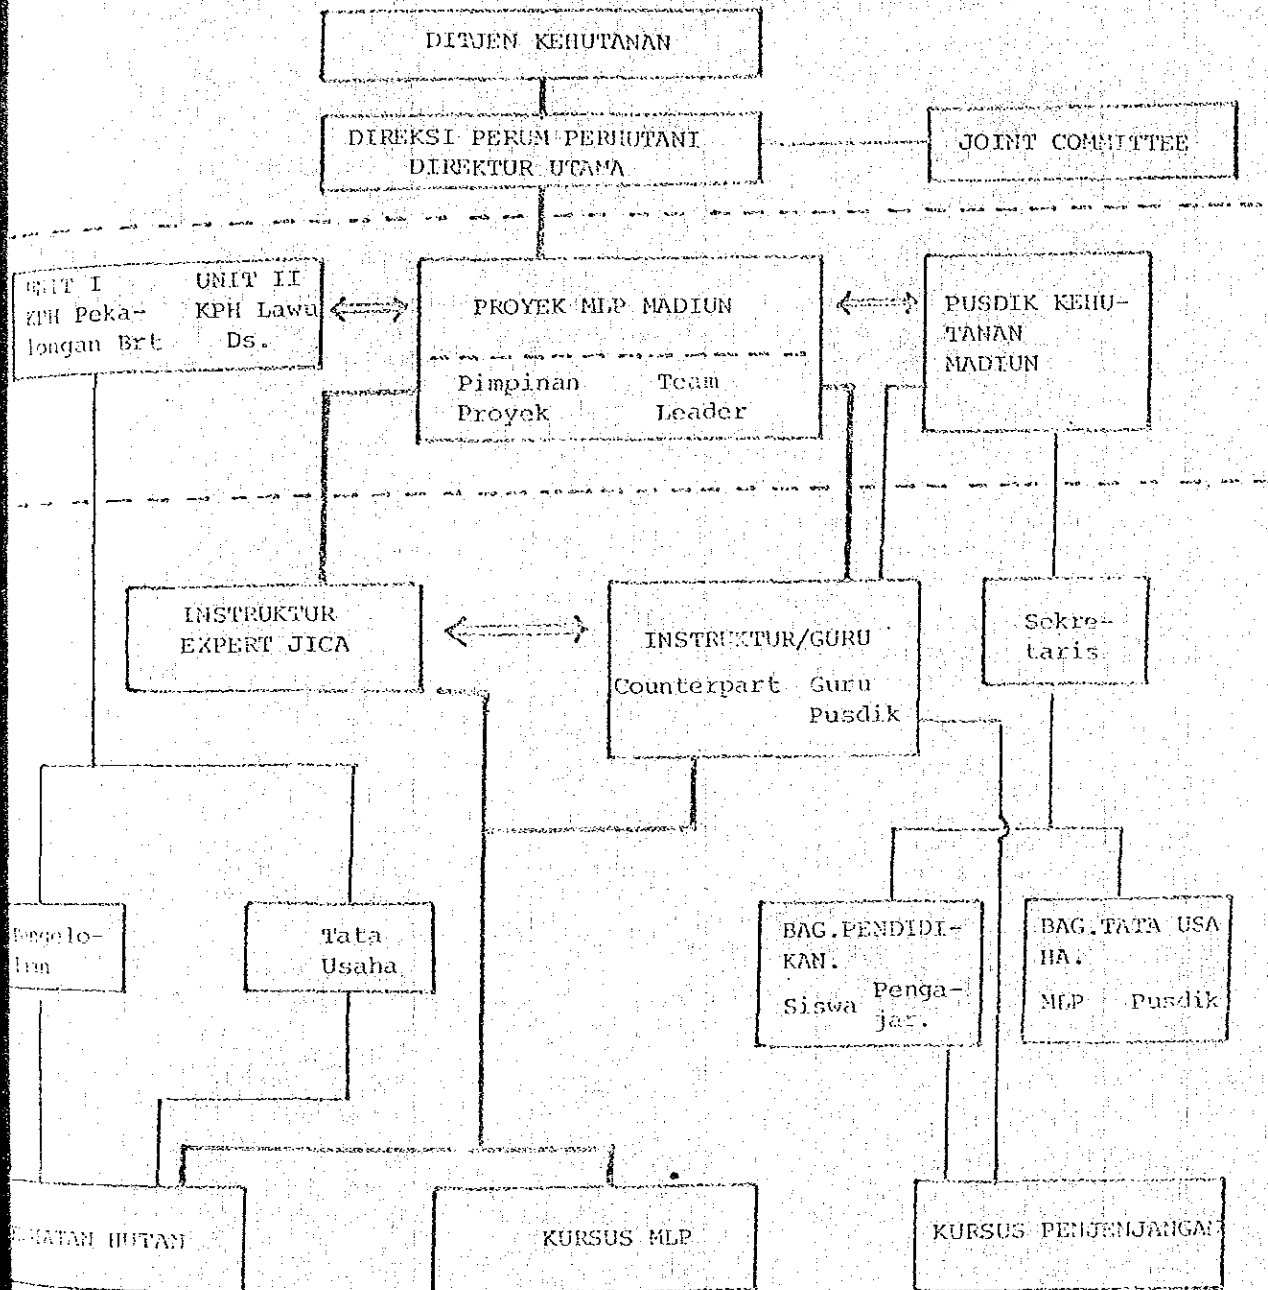 DITJEN KEHUTANAN
DIREKSI PERUM PERHUTANI
DIREKTUR UTAMA
JOINT COMMITTEE
UNIT I
KPH Peka-
longan Brt
UNIT II
KPH Lawu
Ds.
PROYEK MLP MADIUN
Pimpinan
Proyek
Team
Leader
PUSDIK KEHU-
TANAN
MADIUN
INSTRUKTUR
EXPERT JICA
INSTRUKTUR/GURU
Counterpart
Guru
Pusdik
Sekre-
taris
Tata
Usaha
BAG.PENDIDI-
KAN.
Siswa
Penga-
jar.
BAG.TATA USA
HA.
MLP
Pusdik
HUTAN
KURSUS MLP
KURSUS PENJENJANGAN